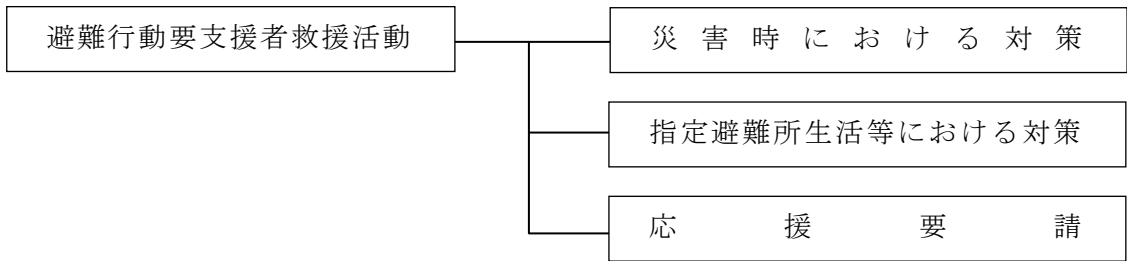 避難行動要支援者救援活動
災害時における対策
指定避難所生活等における対策
応援要請